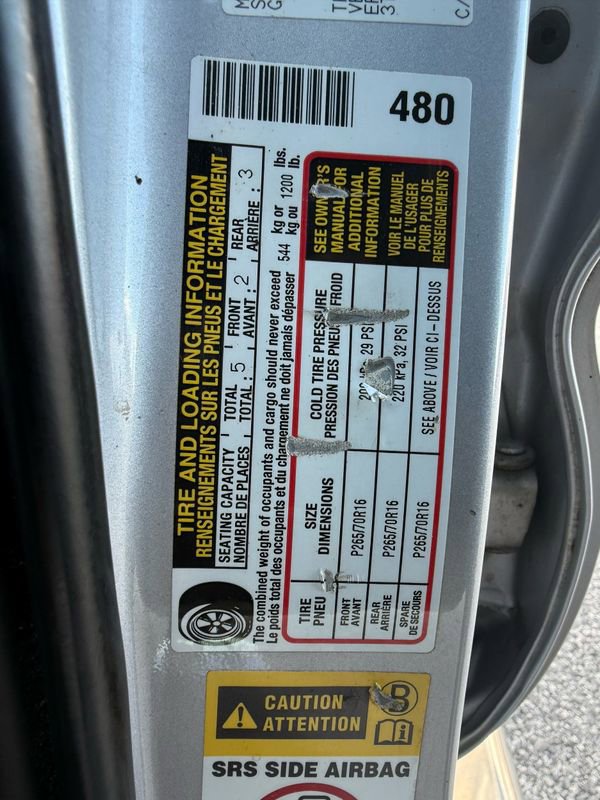 480
TIRE AND LOADING INFORMATION
RENSEIGNEMENTS SUR LES PNEUS ET LE CHARGEMENT
SEATING CAPACITY TOTAL FRONT REAR
NOMBRE DE PLACES TOTAL : 5 AVANT : 2 ARRIÈRE : 3
The combined weight of occupants and cargo should never exceed 544 kg or 1200 lbs.
Le poids total des occupants et du chargement ne doit jamais dépasser kg ou lb.
TIRE
PNEU
SIZE
DIMENSIONS
COLD TIRE PRESSURE
PRESSION DES PNEUS FROID
SEE OWNER'S
MANUAL FOR
ADDITIONAL
INFORMATION
VOIR LE MANUEL
DE L'USAGER
POUR PLUS DE
RENSEIGNEMENTS
FRONT
AVANT
P265/70R16
29 PSI
REAR
ARRIÈRE
P265/70R16
220 kPa, 32 PSI
SPARE
DE SECOURS
P265/70R16
SEE ABOVE / VOIR CI-DESSUS
CAUTION
ATTENTION
B
SRS SIDE AIRBAG